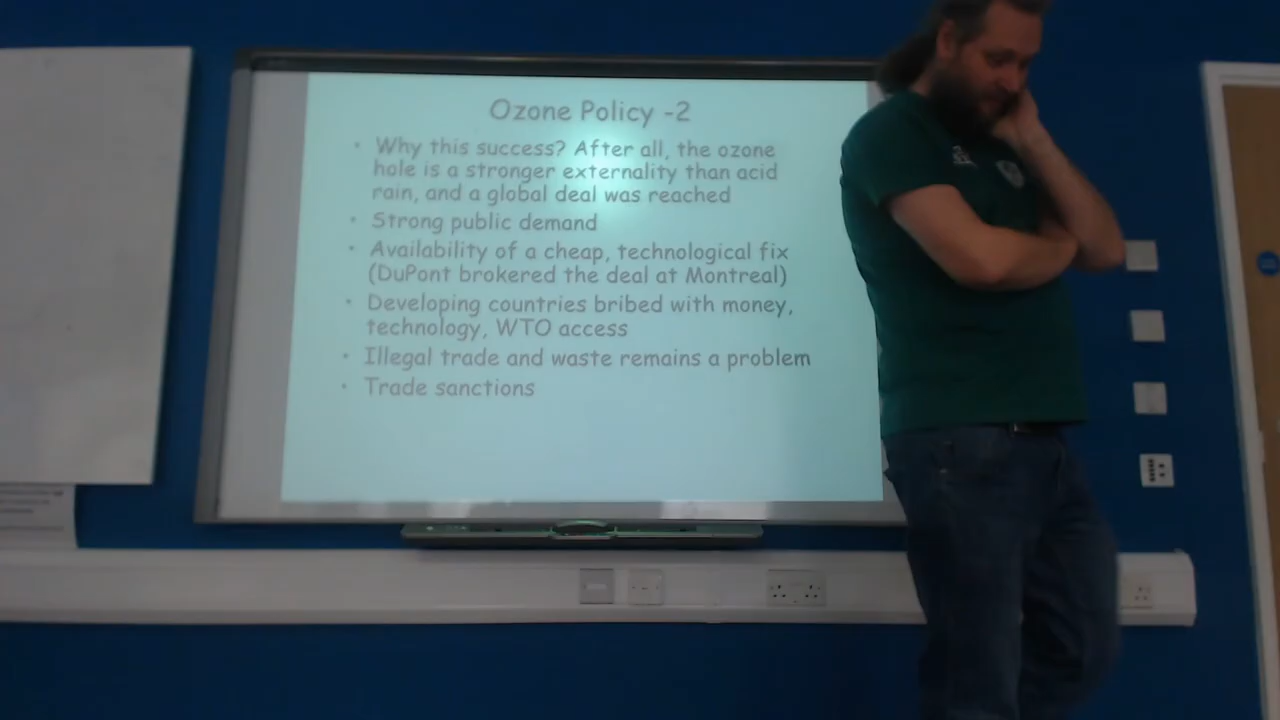 Ozone Policy -2
• Why this success? After all, the ozone
hole is a stronger externality than acid
rain, and a global deal was reached
• Strong public demand
• Availability of a cheap, technological fix
(DuPont brokered the deal at Montreal)
• Developing countries bribed with money,
technology, WTO access
• Illegal trade and waste remains a problem
• Trade sanctions